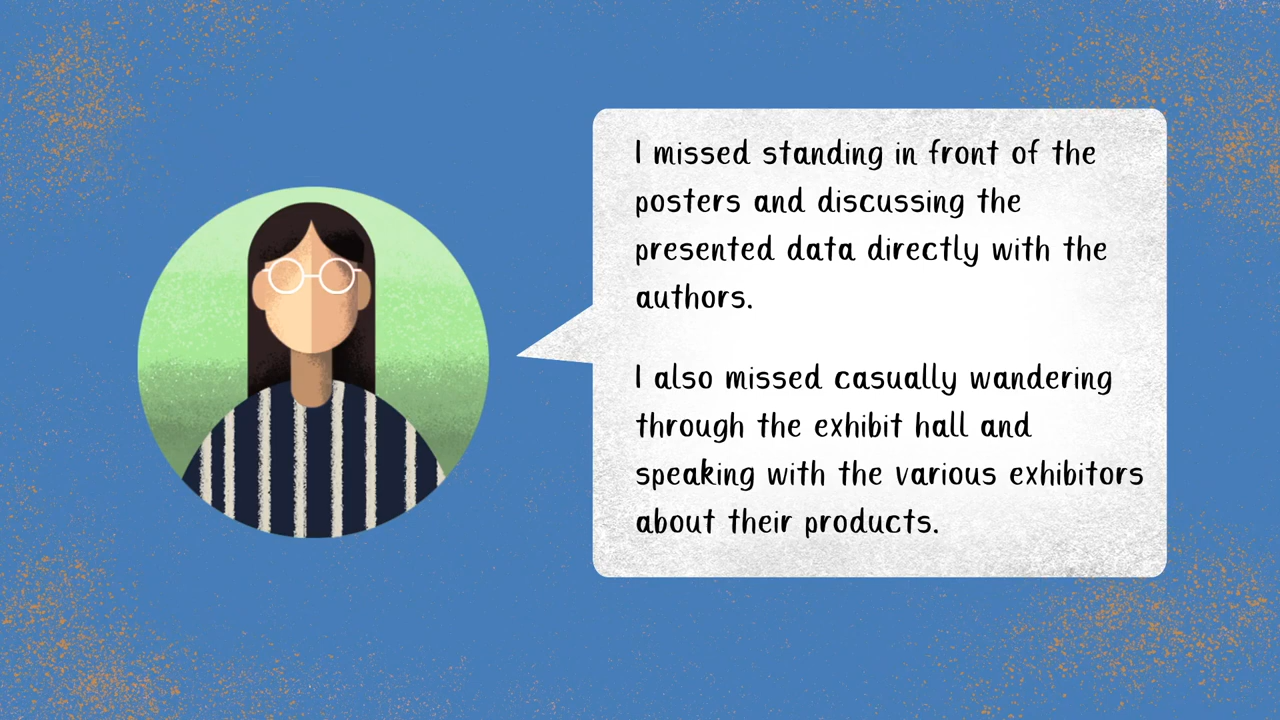 I missed standing in front of the
posters and discussing the
presented data directly with the
authors.
I also missed casually wandering
through the exhibit hall and
speaking with the various exhibitors
about their products.